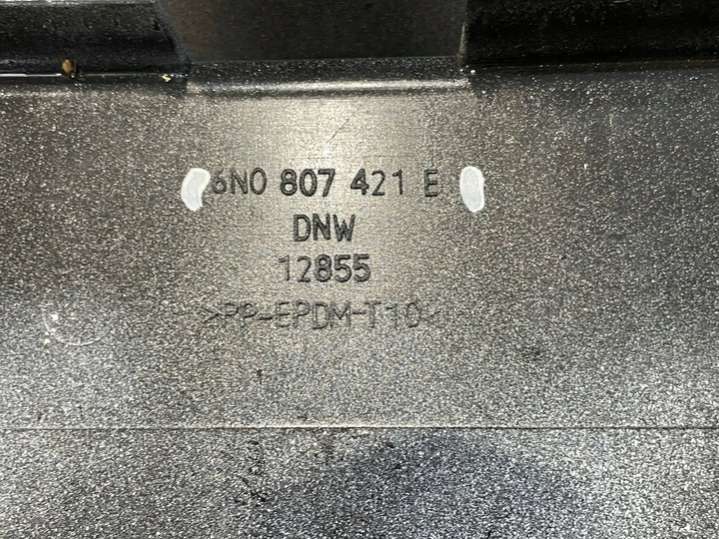 6N0 807 421 E
DNW
12855
>PP-EPDM-T10<